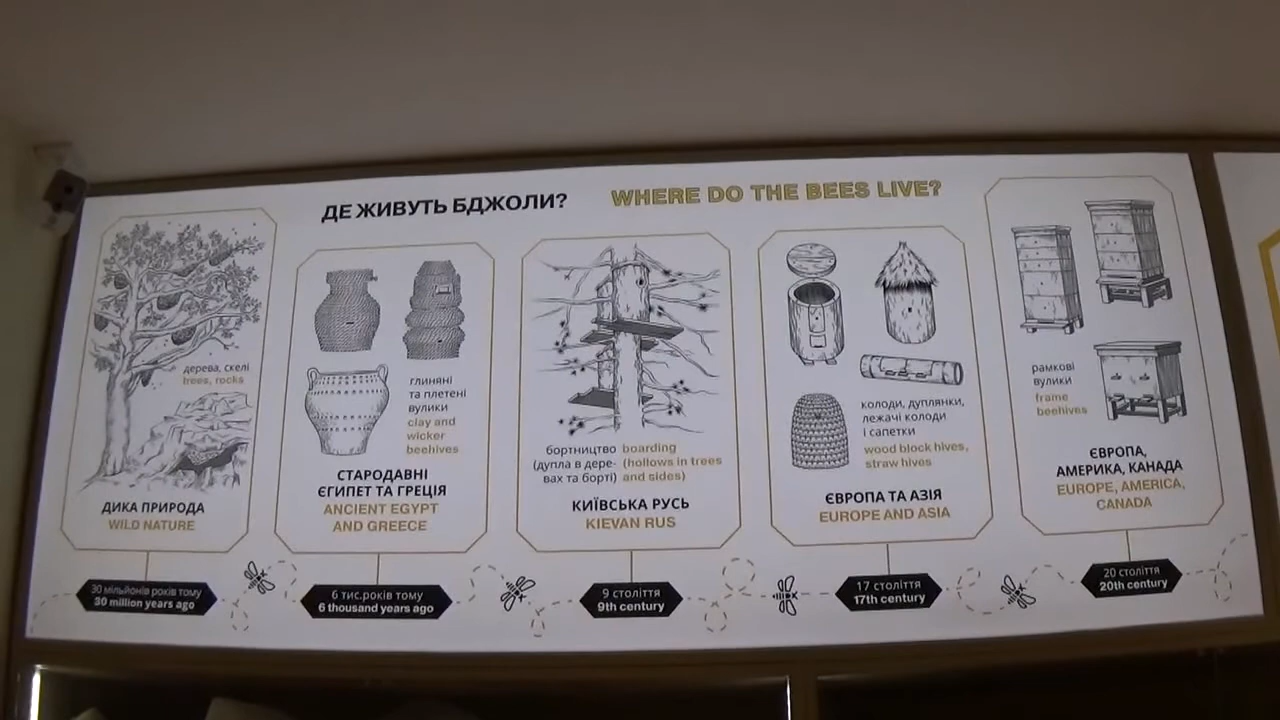 ДЕ ЖИВУТЬ БДЖОЛИ?
WHERE DO THE BEES LIVE?
дерева, скелі
trees, rocks
ДИКА ПРИРОДА
WILD NATURE
30 мільйонів років тому
30 million years ago
глиняні
та плетені
вулики
clay and
wicker
beehives
СТАРОДАВНІ
ЄГИПЕТ ТА ГРЕЦІЯ
ANCIENT EGYPT
AND GREECE
6 тис.років тому
6 thousand years ago
бортництво
(дупла в дере-
вах та борті)
boarding
(hollows in trees
and sides)
КИЇВСЬКА РУСЬ
KIEVAN RUS
9 століття
9th century
колоди, дуплянки,
лежачі колоди
і сапетки
wood block hives,
straw hives
ЄВРОПА ТА АЗІЯ
EUROPE AND ASIA
17 століття
17th century
рамкові
вулики
frame
beehives
ЄВРОПА,
АМЕРИКА, КАНАДА
EUROPE, AMERICA,
CANADA
20 століття
20th century